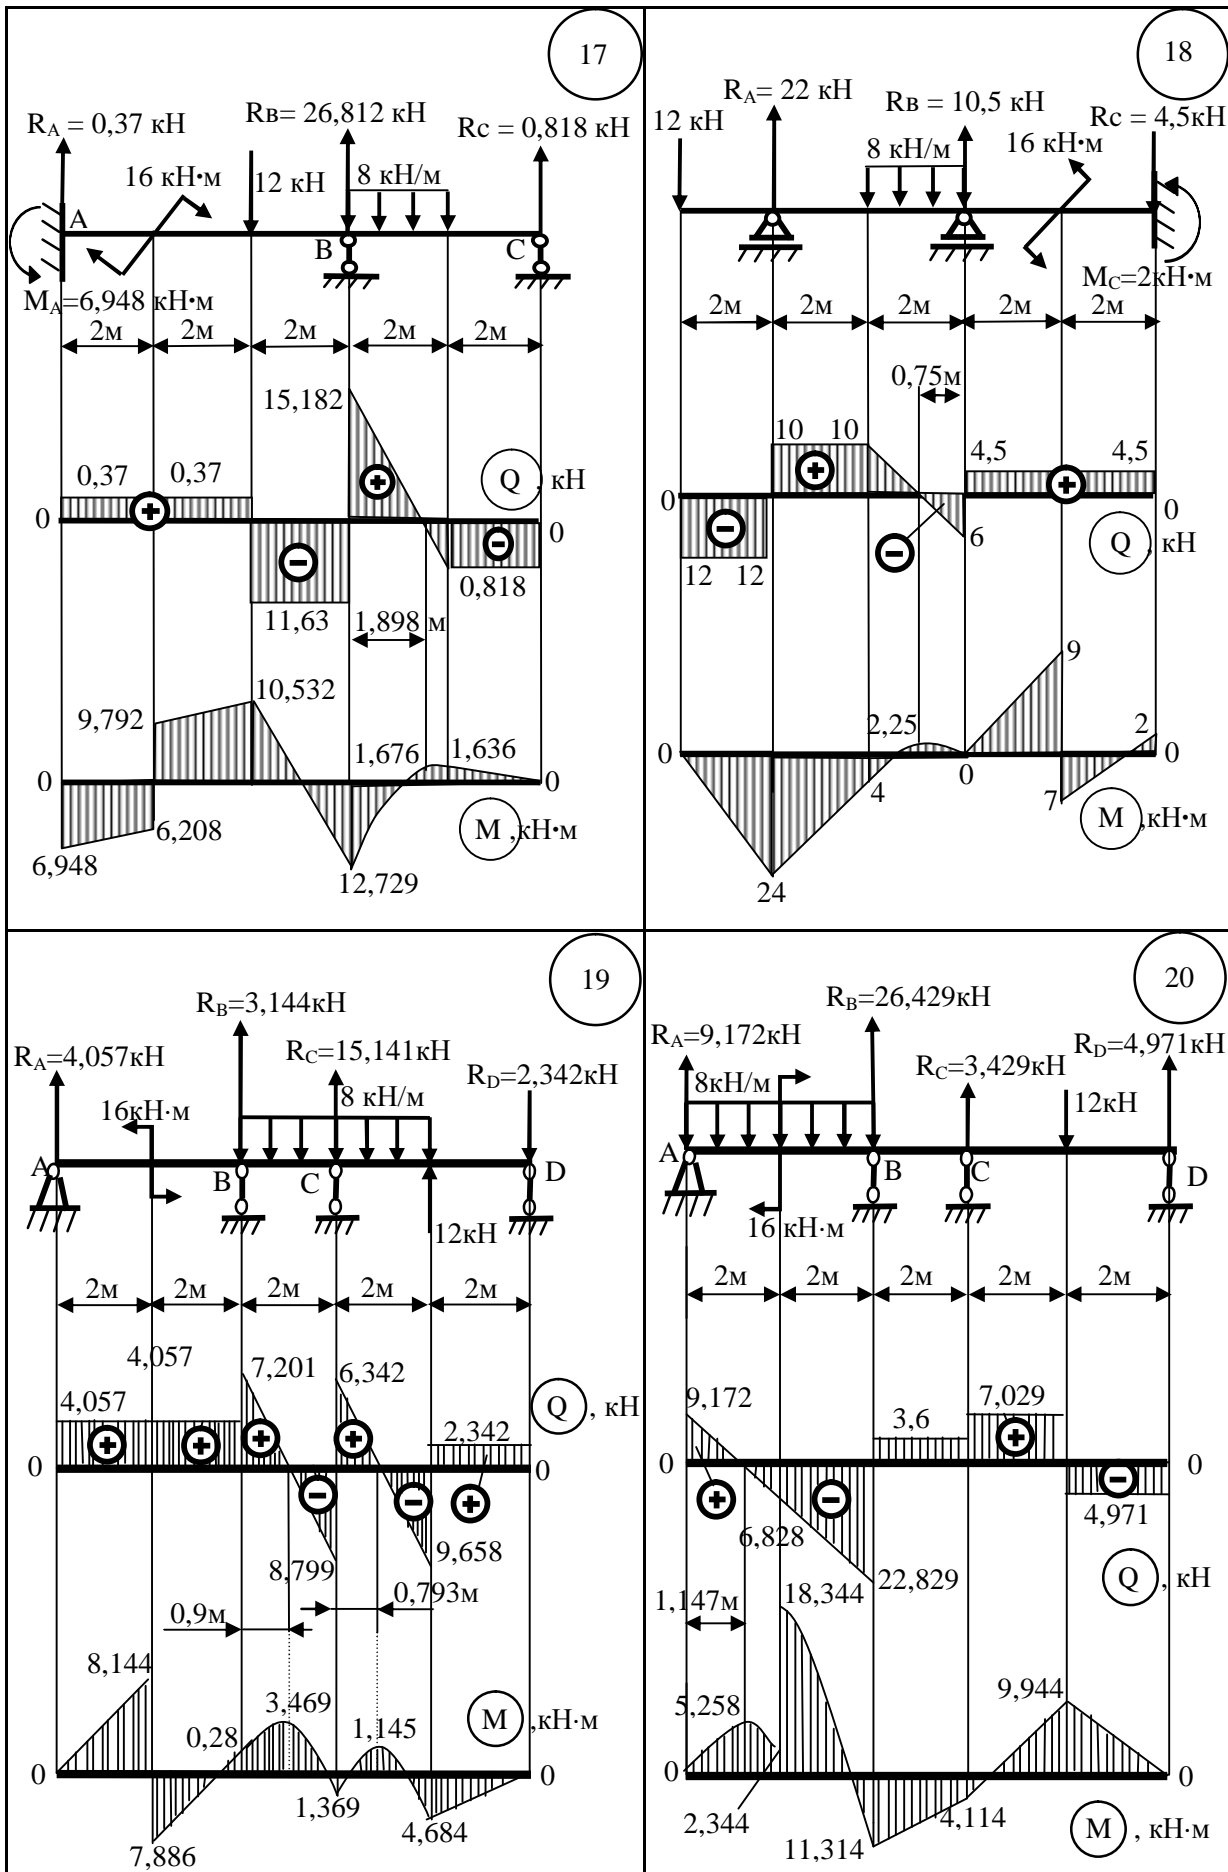 17
R_A = 0,37 кН
Rв= 26,812 кН
Rс = 0,818 кН
16 кН•м
12 кН
8 кН/м
A
B
C
M_A=6,948 кН•м
2м 2м 2м 2м 2м
15,182
0,37 0,37
Q , кН
0
0
0,818
11,63
1,898 м
10,532
9,792
1,676 1,636
0
0
6,208
M ,кН•м
6,948
12,729
18
R_A= 22 кН
12 кН
Rв = 10,5 кН
Rс = 4,5кН
16 кН•м
8 кН/м
M_C=2кН•м
2м 2м 2м 2м 2м
0,75м
10 10
4,5 4,5
0
0
6
Q , кН
12 12
9
2,25
2
0
0
0
4
7
M ,кН•м
24
19
R_B=3,144кН
R_A=4,057кН
R_C=15,141кН
R_D=2,342кН
16кН·м
8 кН/м
A
B
C
D
12кН
2м 2м 2м 2м 2м
4,057
7,201
6,342
4,057
Q , кН
2,342
0
0
8,799
9,658
0,793м
0,9м
8,144
3,469
0,28
1,145
M ,кН·м
0
0
1,369
4,684
7,886
20
R_B=26,429кН
R_A=9,172кН
R_D=4,971кН
R_C=3,429кН
8кН/м
12кН
A
B
C
D
16 кН·м
2м 2м 2м 2м 2м
9,172
3,6
7,029
0
0
6,828
4,971
22,829
Q , кН
18,344
1,147м
5,258
9,944
0
0
2,344
4,114
11,314
M , кН·м